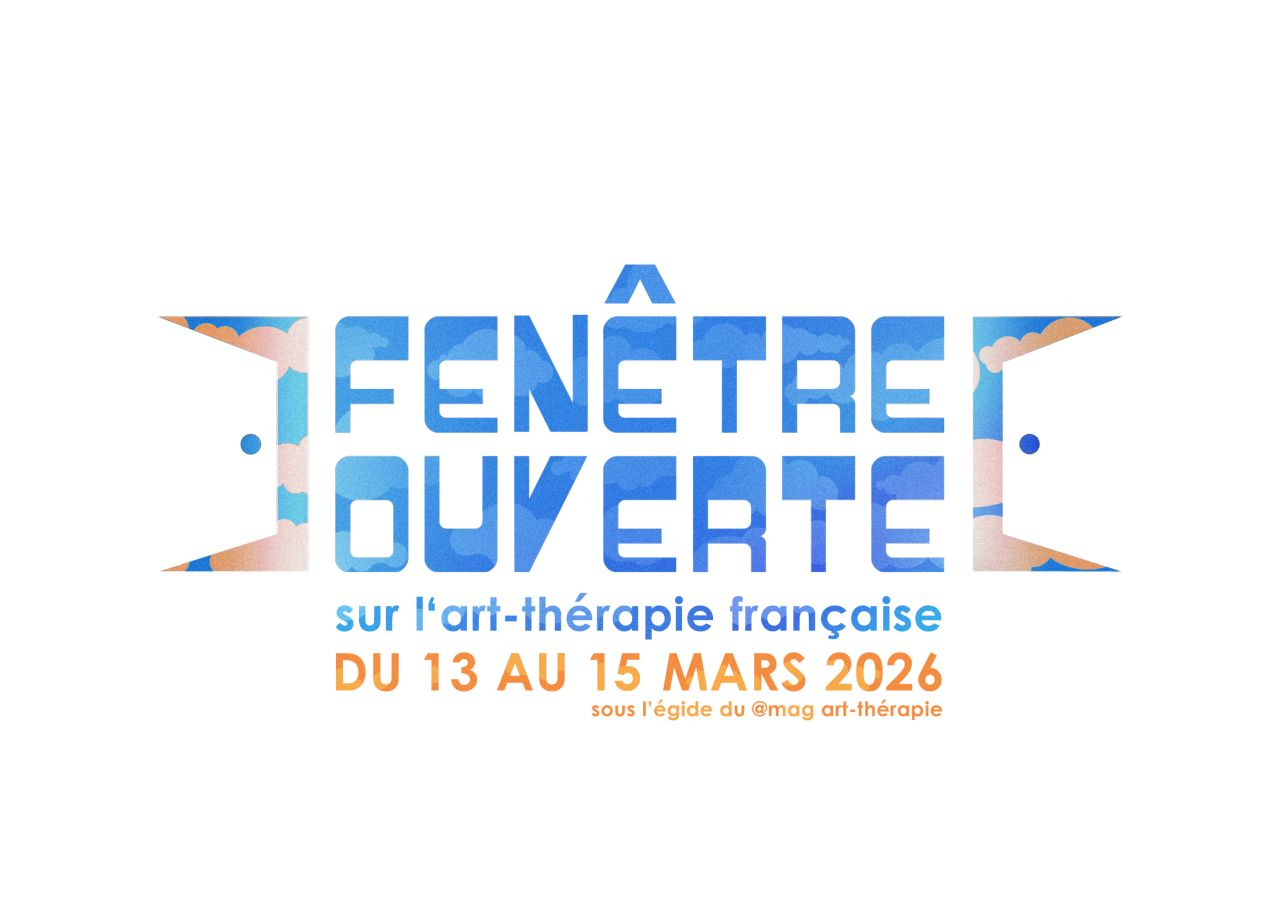 FENÊTRE
OUVERTE
sur l‘art-thérapie française
DU 13 AU 15 MARS 2026
sous l’égide du @mag art-thérapie